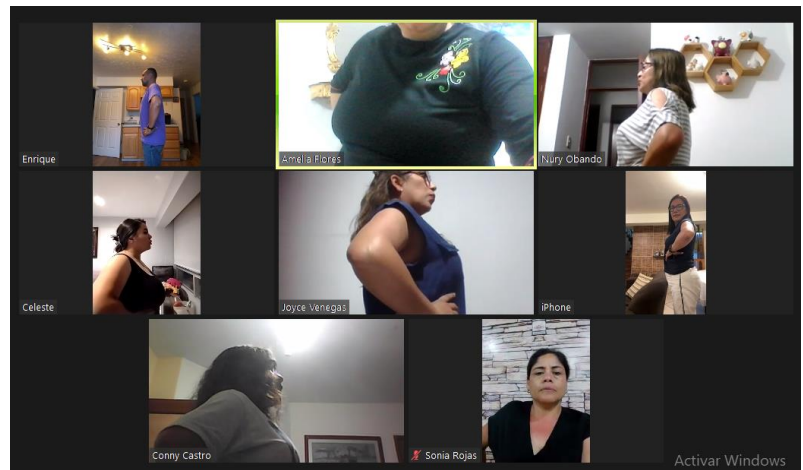 Enrique
Amelia Flores
Nury Obando
Celeste
Joyce Venegas
iPhone
Conny Castro
Sonia Rojas
Activar Windows